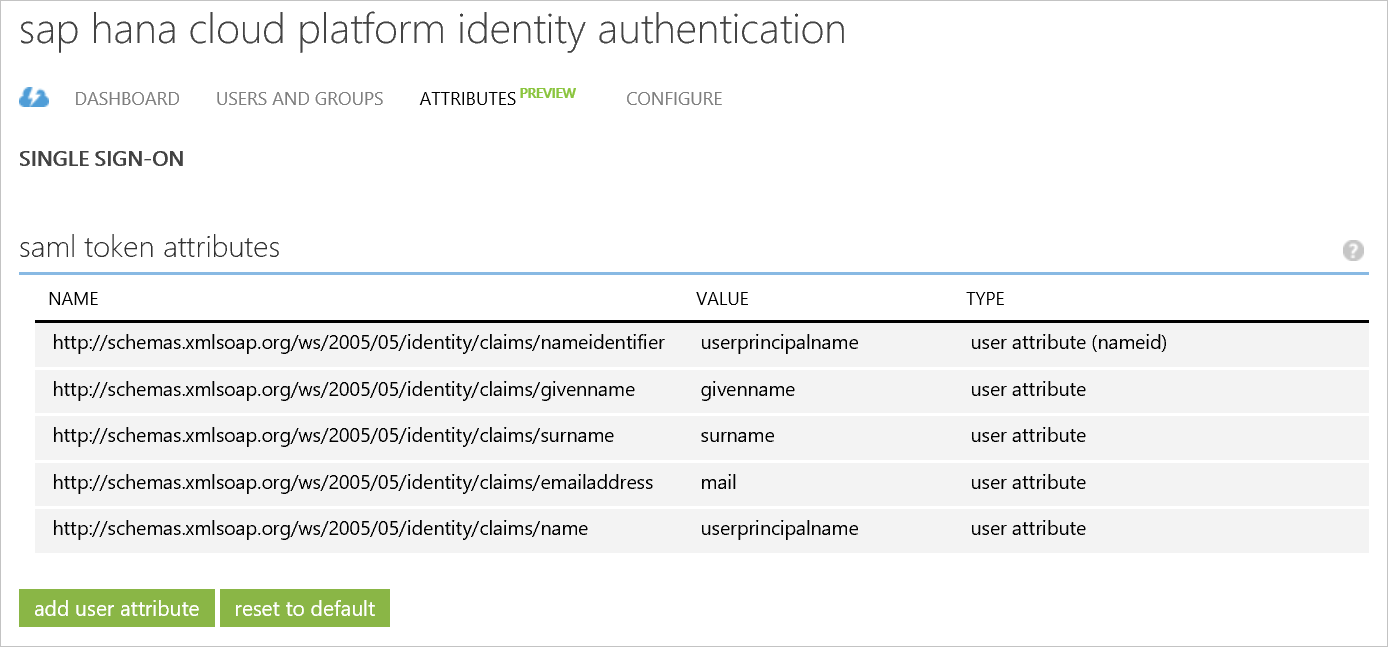 sap hana cloud platform identity authentication
DASHBOARD USERS AND GROUPS ATTRIBUTES PREVIEW CONFIGURE
SINGLE SIGN-ON
saml token attributes ?
NAME VALUE TYPE
http://schemas.xmlsoap.org/ws/2005/05/identity/claims/nameidentifier userprincipalname user attribute (nameid)
http://schemas.xmlsoap.org/ws/2005/05/identity/claims/givenname givenname user attribute
http://schemas.xmlsoap.org/ws/2005/05/identity/claims/surname surname user attribute
http://schemas.xmlsoap.org/ws/2005/05/identity/claims/emailaddress mail user attribute
http://schemas.xmlsoap.org/ws/2005/05/identity/claims/name userprincipalname user attribute
add user attribute reset to default